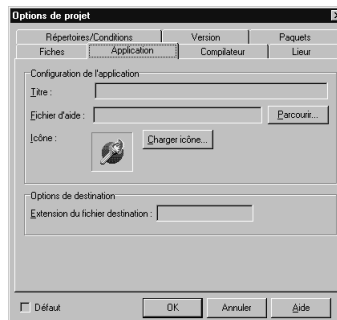 Options de projet
Répertoires/Conditions Version Paquets
Fiches Application Compilateur Lieur
Configuration de l'application
Titre :
Fichier d'aide : Parcourir...
Icône : Charger icône...
Options de destination
Extension du fichier destination :
Défaut OK Annuler Aide